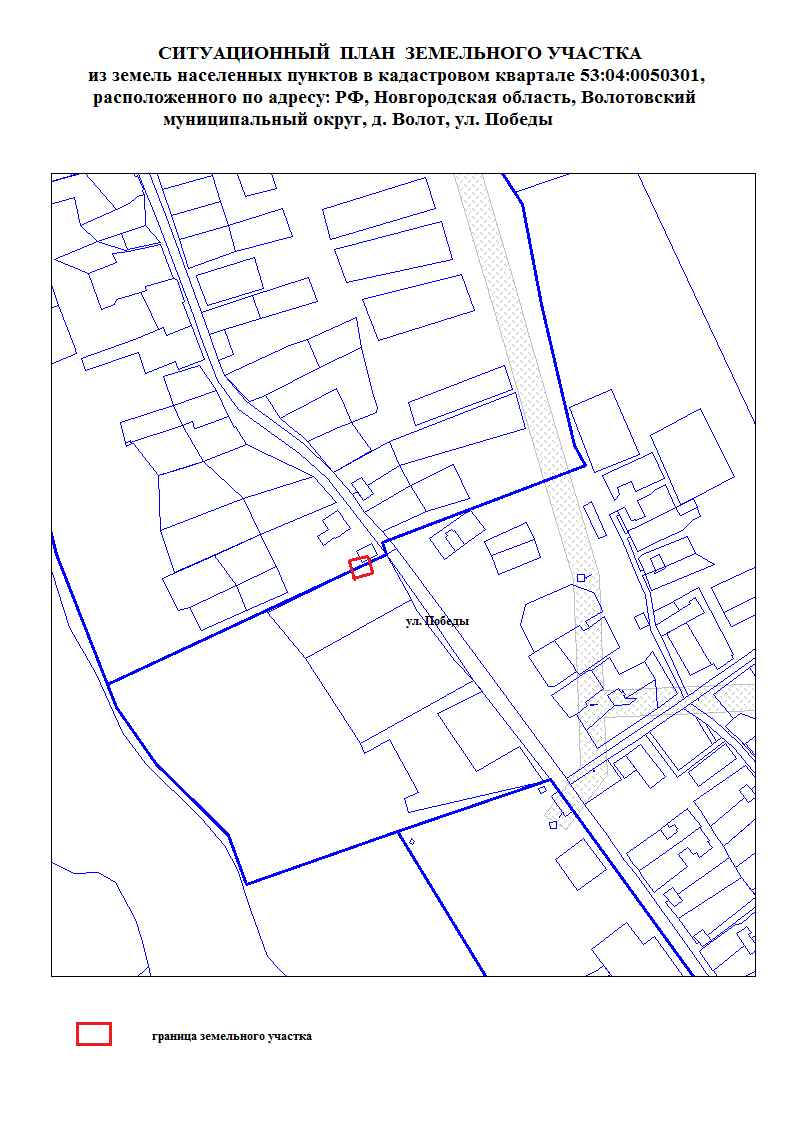 СИТУАЦИОННЫЙ ПЛАН ЗЕМЕЛЬНОГО УЧАСТКА
из земель населенных пунктов в кадастровом квартале 53:04:0050301,
расположенного по адресу: РФ, Новгородская область, Волотовский
муниципальный округ, д. Волот, ул. Победы
ул. Победы
граница земельного участка